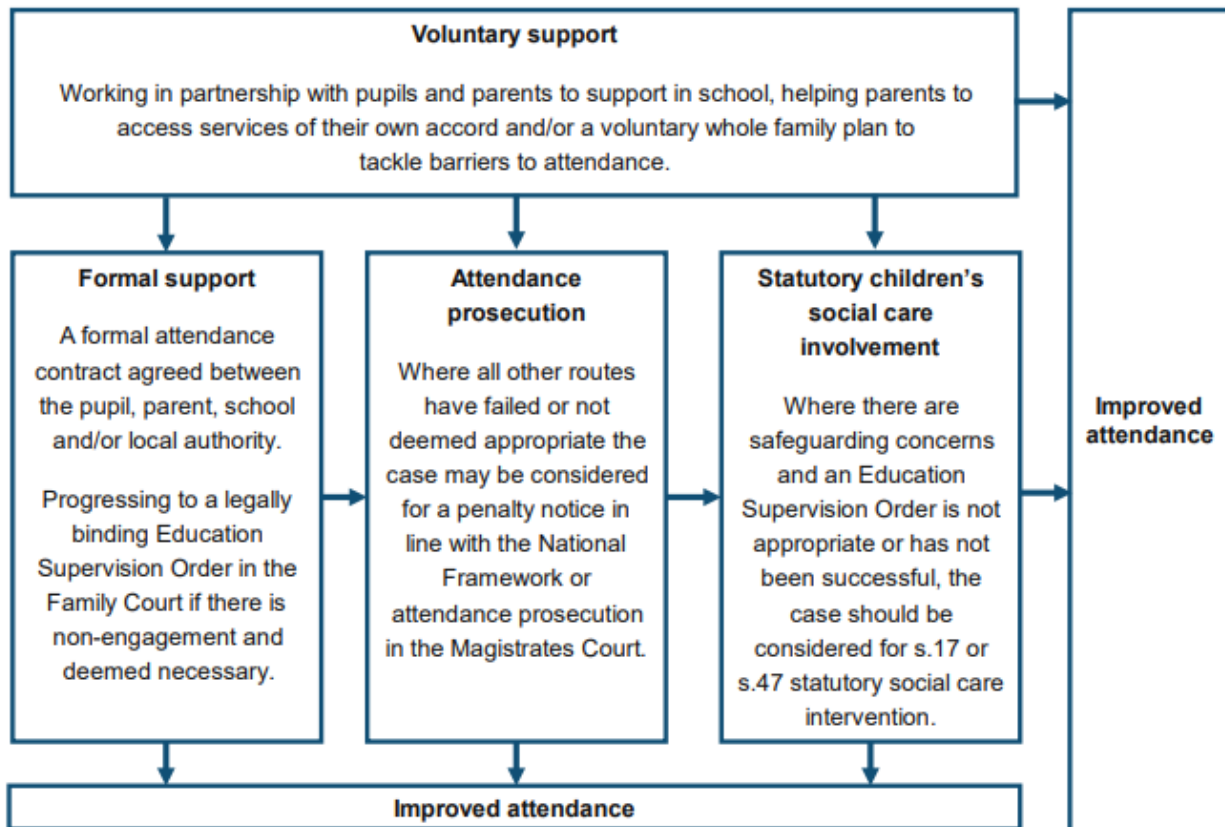 Voluntary support
Working in partnership with pupils and parents to support in school, helping parents to
access services of their own accord and/or a voluntary whole family plan to
tackle barriers to attendance.
Formal support
A formal attendance
contract agreed between
the pupil, parent, school
and/or local authority.
Progressing to a legally
binding Education
Supervision Order in the
Family Court if there is
non-engagement and
deemed necessary.
Attendance
prosecution
Where all other routes
have failed or not
deemed appropriate the
case may be considered
for a penalty notice in
line with the National
Framework or
attendance prosecution
in the Magistrates Court.
Statutory children’s
social care
involvement
Where there are
safeguarding concerns
and an Education
Supervision Order is not
appropriate or has not
been successful, the
case should be
considered for s.17 or
s.47 statutory social care
intervention.
Improved
attendance
Improved attendance